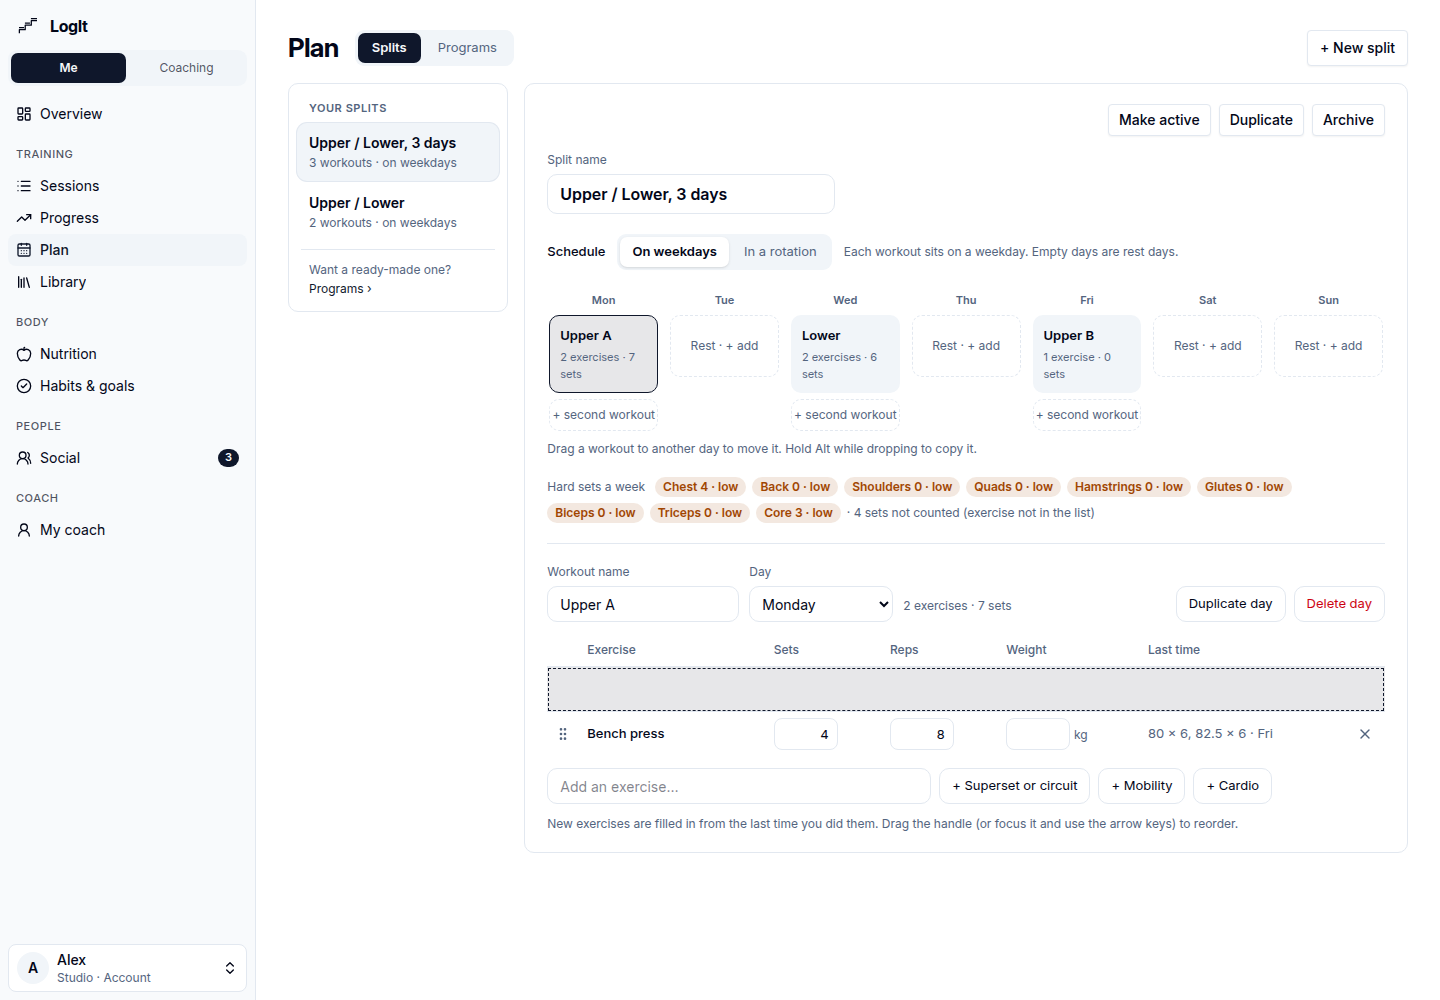 LogIt
Me
Coaching
Overview
TRAINING
Sessions
Progress
Plan
Library
BODY
Nutrition
Habits & goals
PEOPLE
Social
3
COACH
My coach
A
Alex
Studio · Account
Plan
Splits
Programs
+ New split
YOUR SPLITS
Upper / Lower, 3 days
3 workouts · on weekdays
Upper / Lower
2 workouts · on weekdays
Want a ready-made one?
Programs ›
Make active
Duplicate
Archive
Split name
Upper / Lower, 3 days
Schedule
On weekdays
In a rotation
Each workout sits on a weekday. Empty days are rest days.
Mon
Tue
Wed
Thu
Fri
Sat
Sun
Upper A
2 exercises · 7
sets
+ second workout
Rest · + add
Lower
2 exercises · 6
sets
+ second workout
Rest · + add
Upper B
1 exercise · 0
sets
+ second workout
Rest · + add
Rest · + add
Drag a workout to another day to move it. Hold Alt while dropping to copy it.
Hard sets a week
Chest 4 · low
Back 0 · low
Shoulders 0 · low
Quads 0 · low
Hamstrings 0 · low
Glutes 0 · low
Biceps 0 · low
Triceps 0 · low
Core 3 · low
· 4 sets not counted (exercise not in the list)
Workout name
Day
Upper A
Monday
2 exercises · 7 sets
Duplicate day
Delete day
Exercise
Sets
Reps
Weight
Last time
Bench press
4
8
kg
80 × 6, 82.5 × 6 · Fri
Add an exercise...
+ Superset or circuit
+ Mobility
+ Cardio
New exercises are filled in from the last time you did them. Drag the handle (or focus it and use the arrow keys) to reorder.